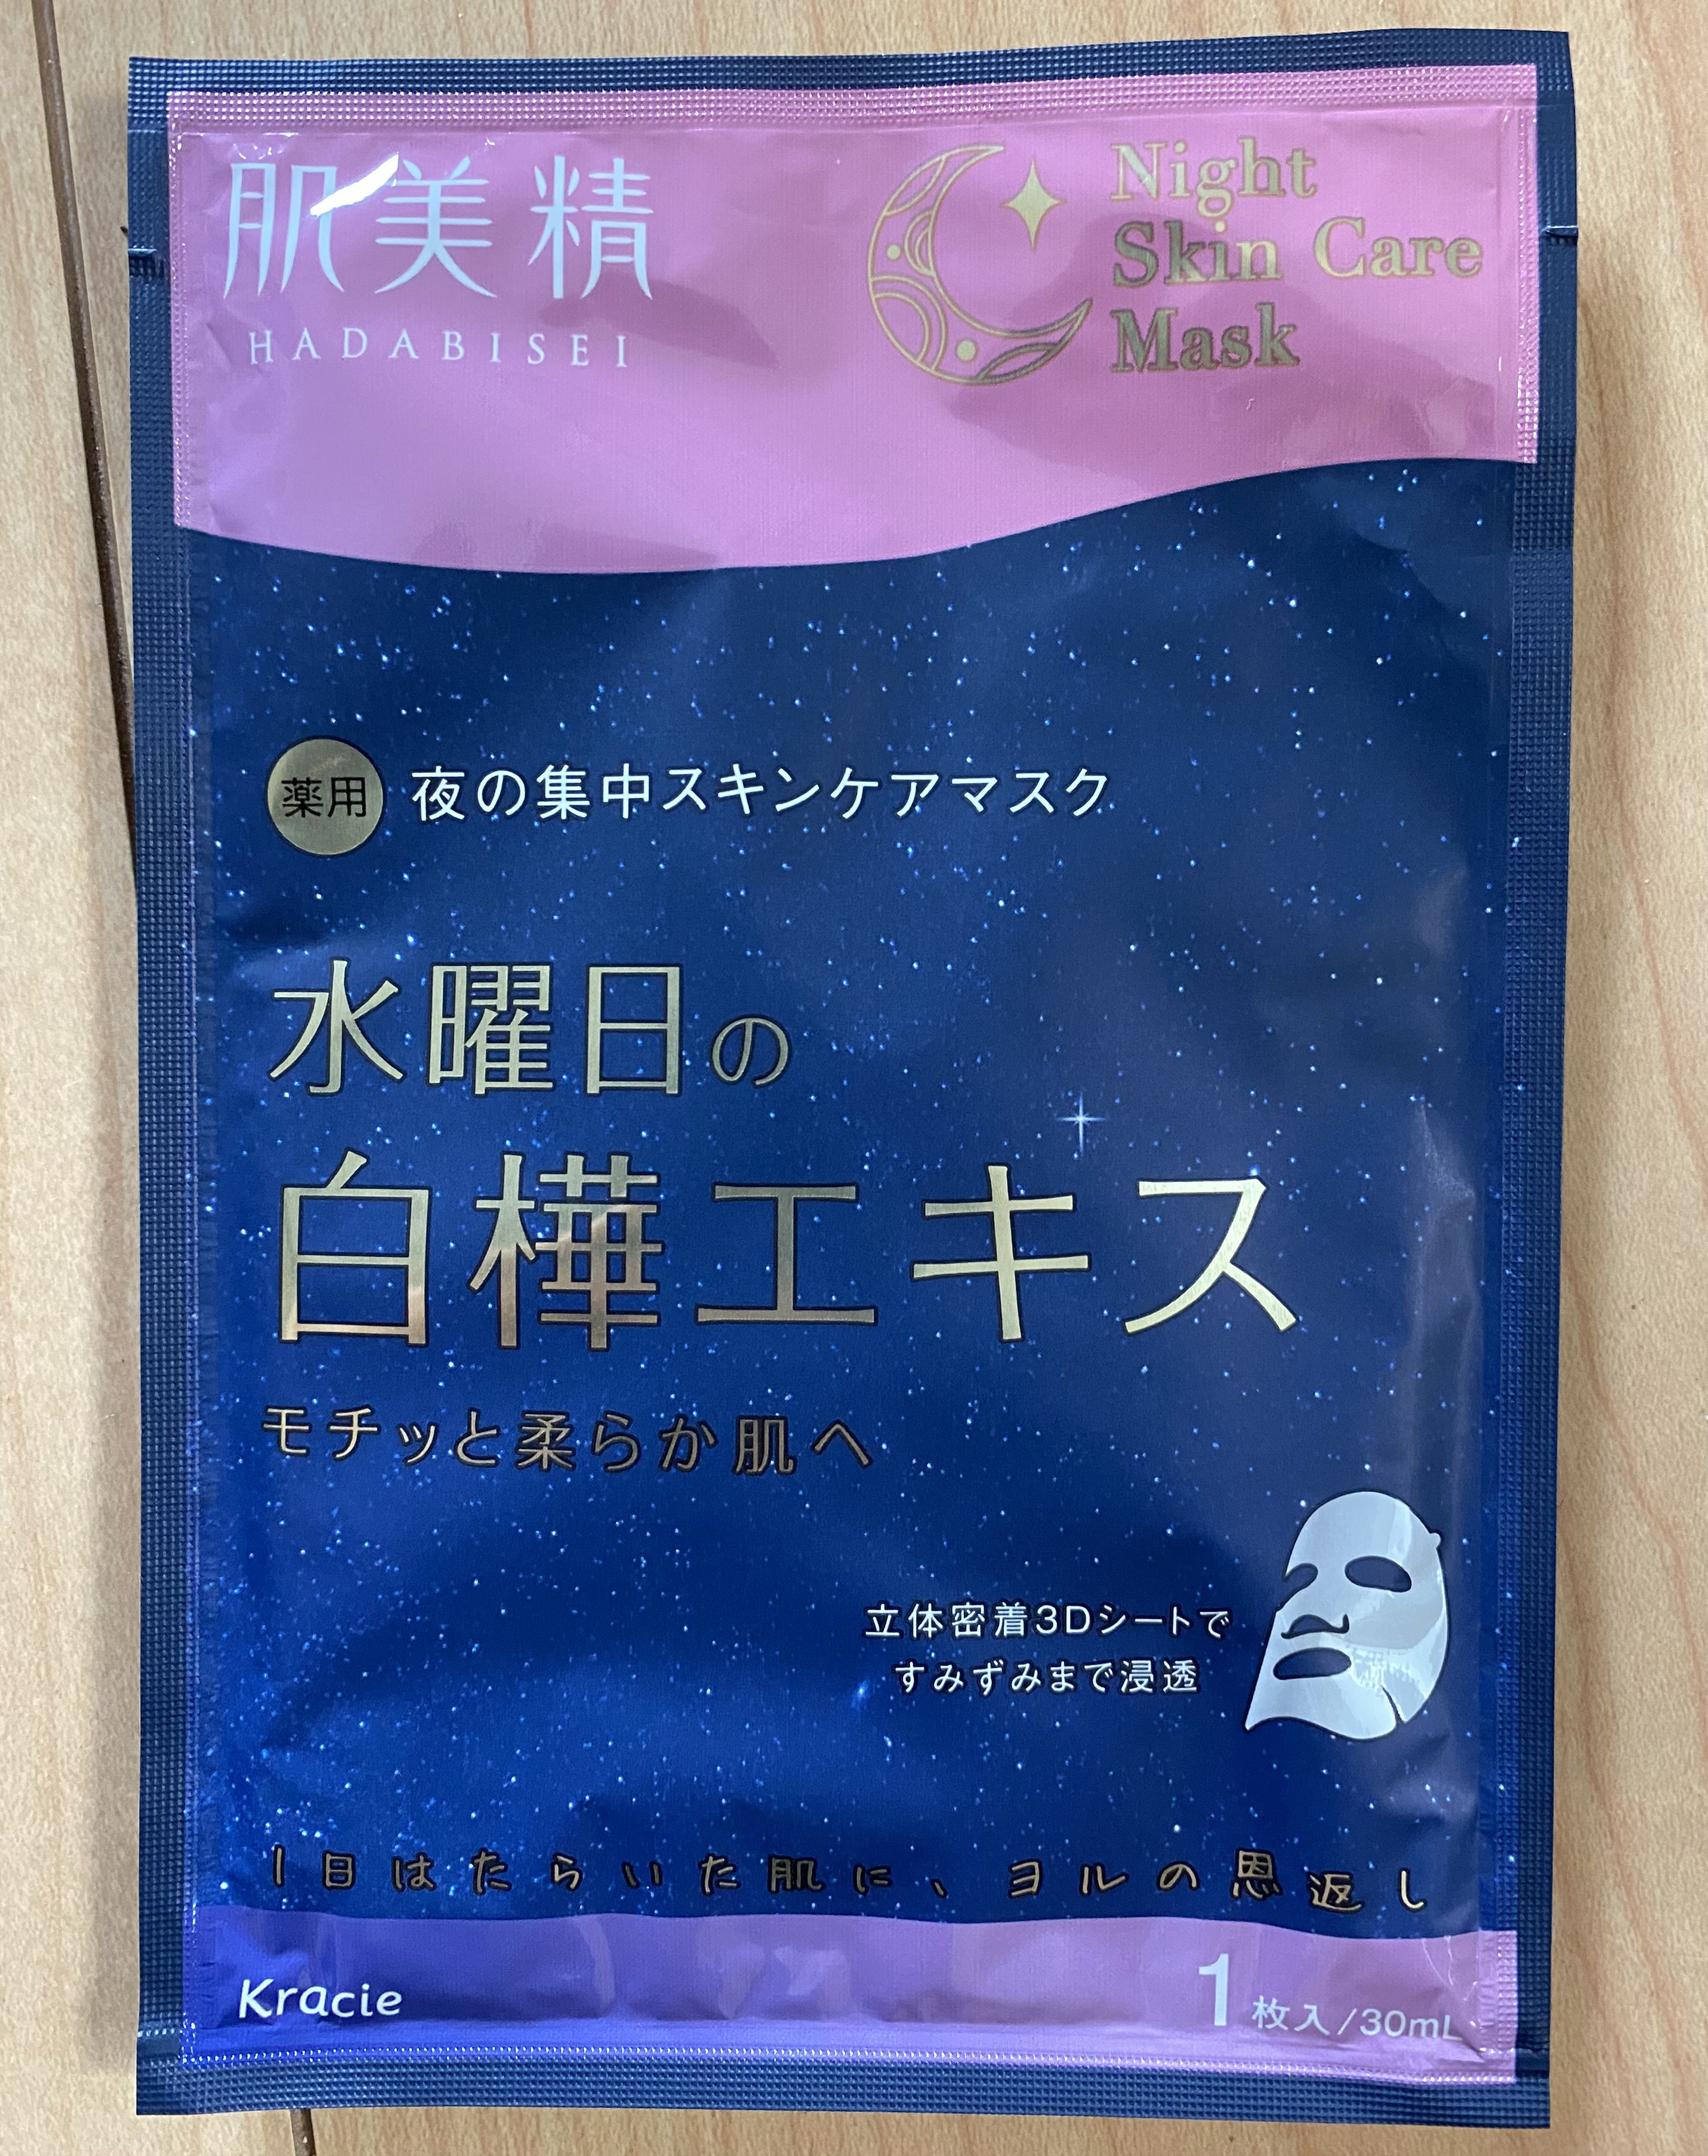 肌美精
HADABISEI
Night
Skin Care
Mask
薬用 夜の集中スキンケアマスク
水曜日の
白樺エキス
モチッと柔らか肌へ
立体密着3Dシートで
すみずみまで浸透
1日はたらいた肌に、ヨルの恩返し
Kracie
1枚入/30mL